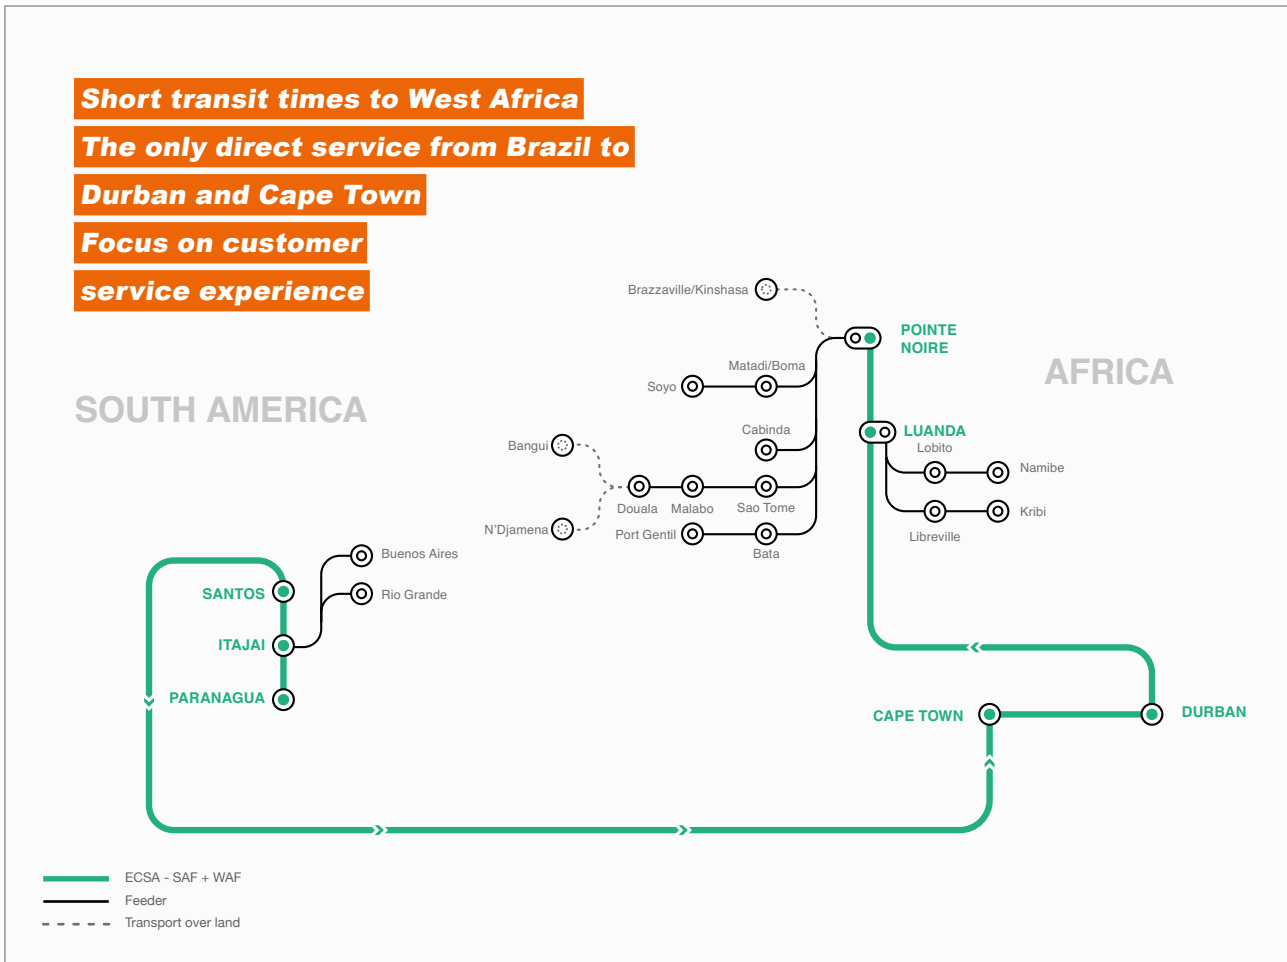 Short transit times to West Africa
The only direct service from Brazil to
Durban and Cape Town
Focus on customer
service experience
Brazzaville/Kinshasa
POINTE
NOIRE
AFRICA
Matadi/Boma
Soyo
SOUTH AMERICA
Cabinda
LUANDA
Lobito
Namibe
Bangui
Douala
Malabo
Sao Tome
Kribi
N'Djamena
Port Gentil
Bata
Libreville
Buenos Aires
SANTOS
Rio Grande
ITAJAI
PARANAGUA
CAPE TOWN
DURBAN
ECSA - SAF + WAF
Feeder
Transport over land